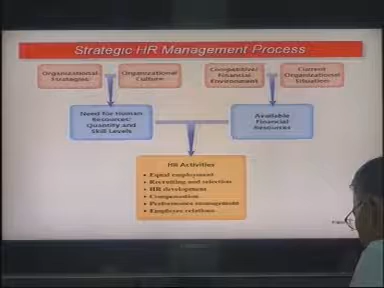 Strategic HR Management Process
Organizational
Strategies
Organizational
Culture
Competitive/
Financial
Environment
Current
Organizational
Situation
Need for Human
Resources:
Quantity and
Skill Levels
Available
Financial
Resources
HR Activities
• Equal employment
• Recruiting and selection
• HR development
• Compensation
• Performance management
• Employee relations